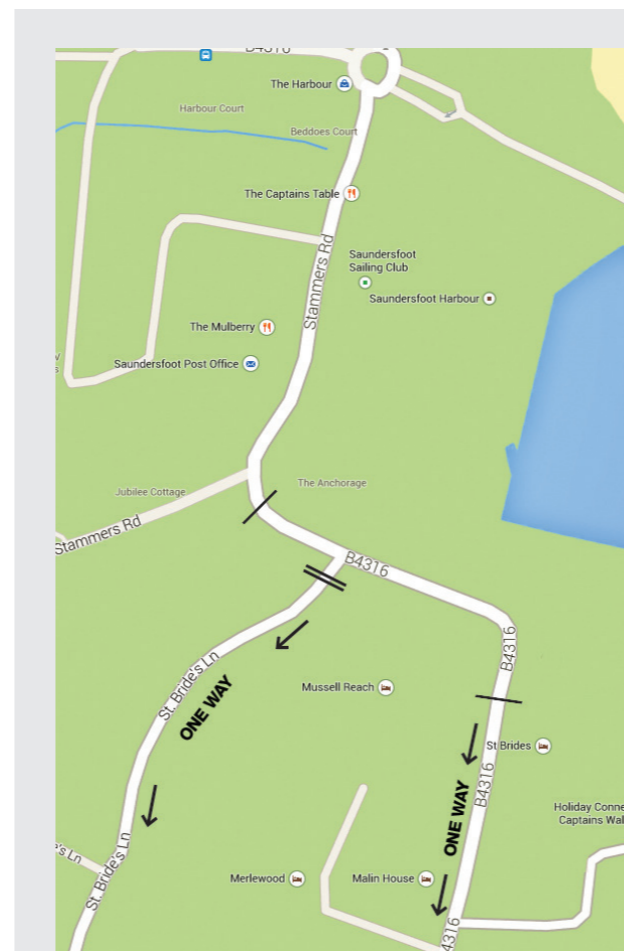 B4316
The Harbour
Harbour Court
Beddoes Court
The Captains Table
Stammers Rd
Saundersfoot
Sailing Club
Saundersfoot Harbour
The Mulberry
Saundersfoot Post Office
Jubilee Cottage
The Anchorage
Stammers Rd
B4316
B4316
St. Bride's Ln
ONE WAY
Mussell Reach
St Brides
B4316
ONE WAY
Holiday Conne
Captains Wal
's Ln
St. Bride's Ln
Merlewood
Malin House
4316